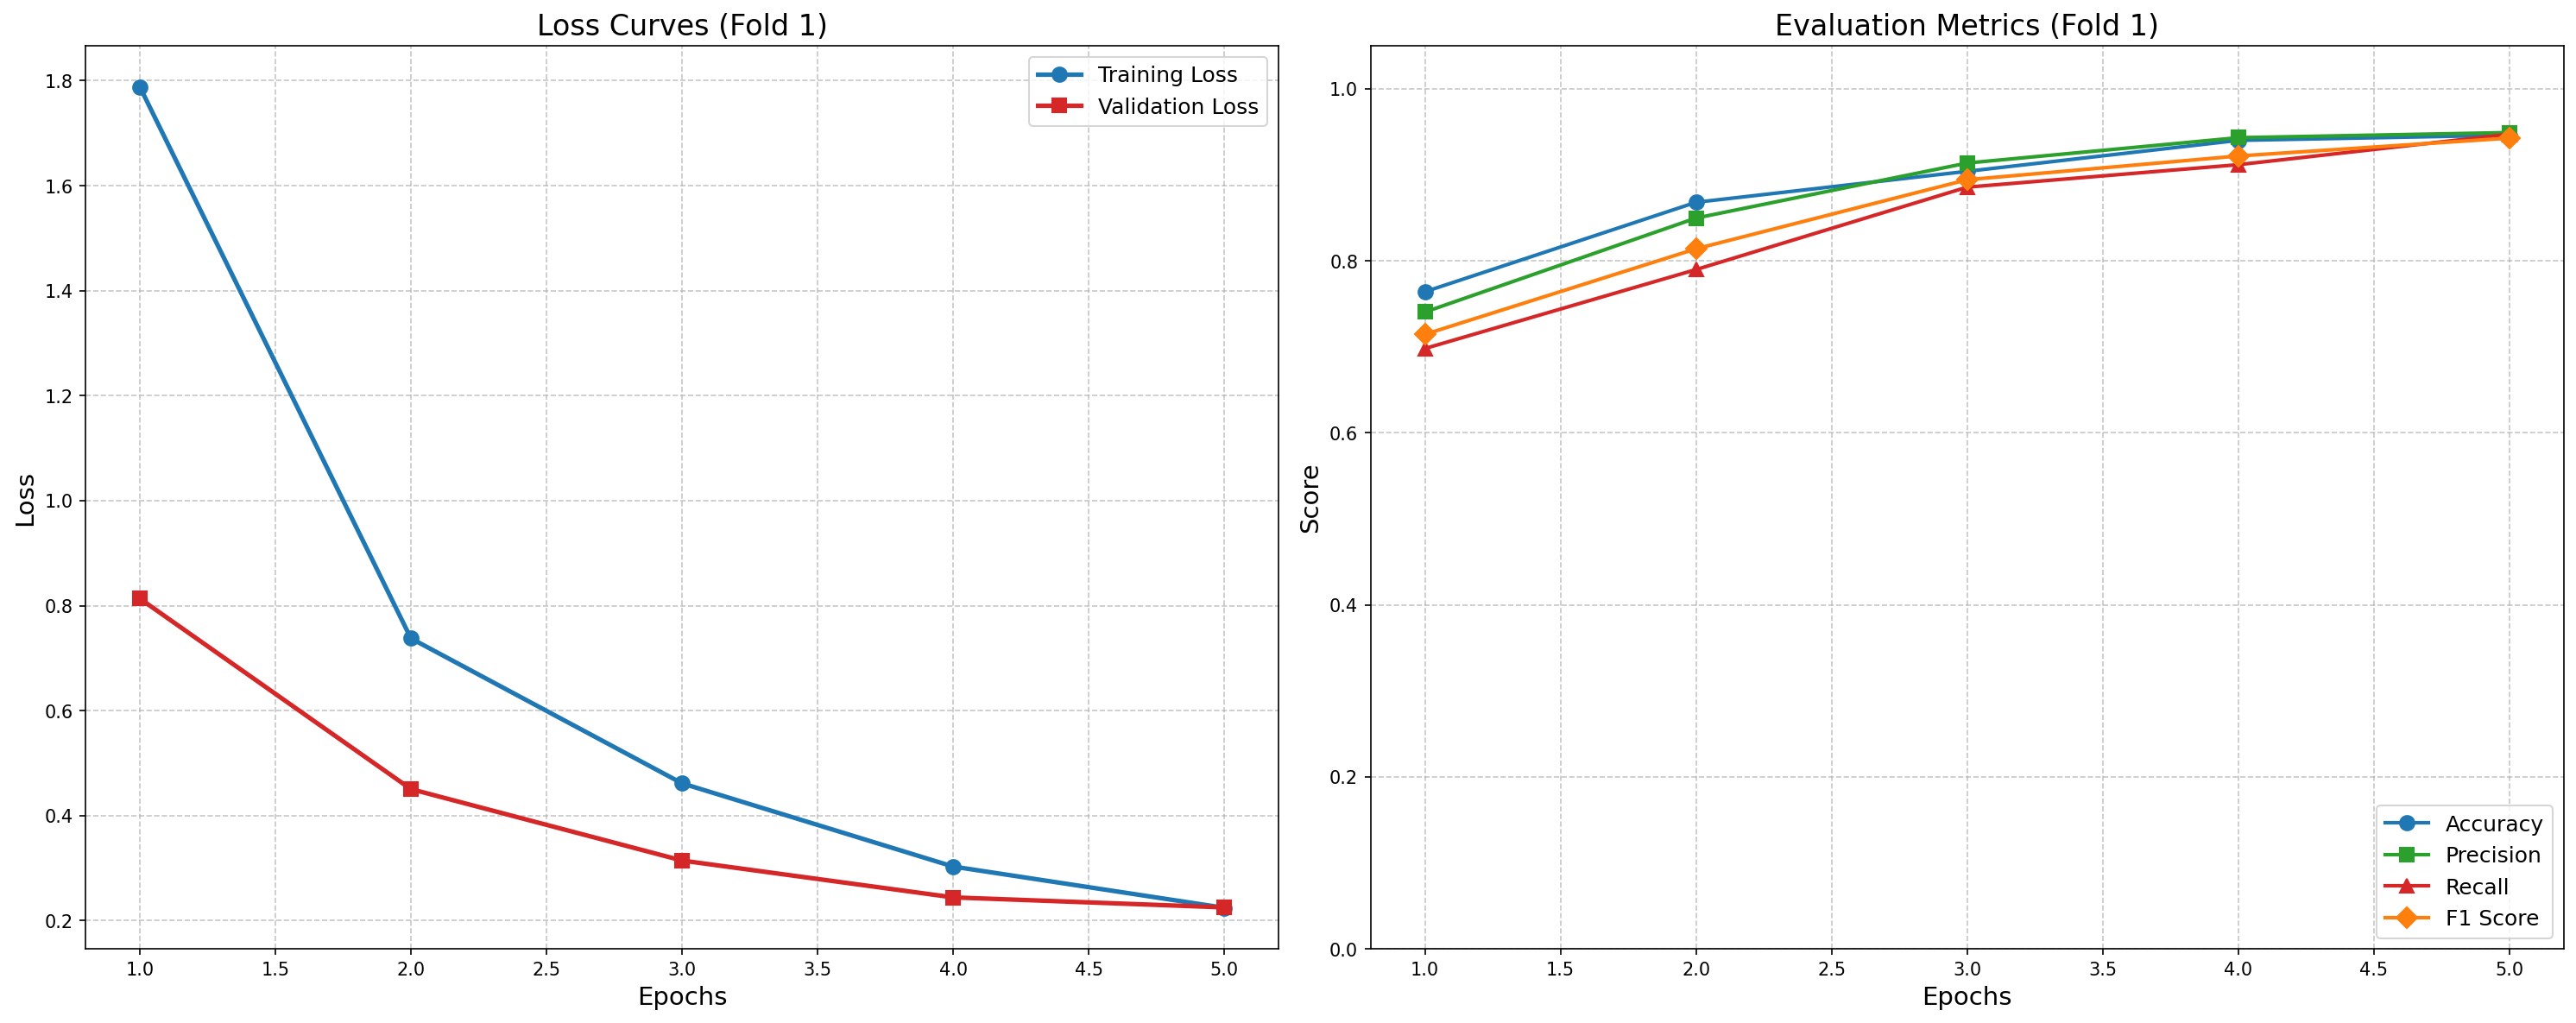 Loss Curves (Fold 1)
Training Loss
Validation Loss
Loss
1.8
1.6
1.4
1.2
1.0
0.8
0.6
0.4
0.2
1.0 1.5 2.0 2.5 3.0 3.5 4.0 4.5 5.0
Epochs
Evaluation Metrics (Fold 1)
Score
1.0
0.8
0.6
0.4
0.2
0.0
Accuracy
Precision
Recall
F1 Score
1.0 1.5 2.0 2.5 3.0 3.5 4.0 4.5 5.0
Epochs